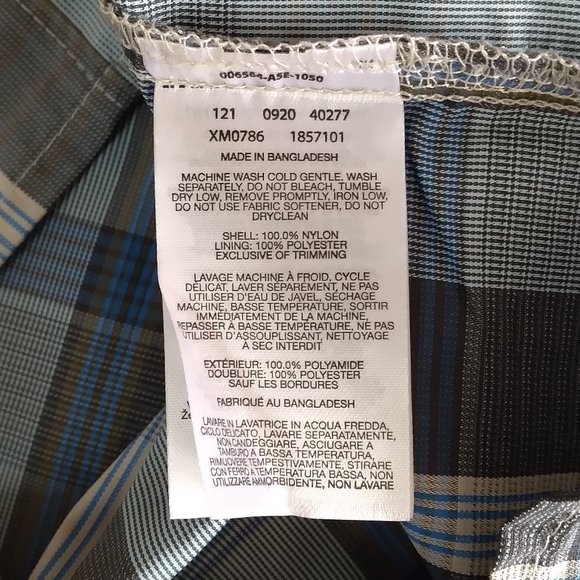 006564-A5E-1050
121 0920 40277
XM0786 1857101
MADE IN BANGLADESH
MACHINE WASH COLD GENTLE, WASH
SEPARATELY, DO NOT BLEACH, TUMBLE
DRY LOW, REMOVE PROMPTLY, IRON LOW,
DO NOT USE FABRIC SOFTENER, DO NOT
DRYCLEAN
SHELL: 100.0% NYLON
LINING: 100% POLYESTER
EXCLUSIVE OF TRIMMING
LAVAGE MACHINE À FROID, CYCLE
DÉLICAT, LAVER SÉPAREMENT, NE PAS
UTILISER D'EAU DE JAVEL, SÉCHAGE
MACHINE, BASSE TEMPÉRATURE, SORTIR
IMMÉDIATEMENT DE LA MACHINE,
REPASSER À BASSE TEMPÉRATURE, NE PAS
UTILISER D'ASSOUPLISSANT, NETTOYAGE
A SEC INTERDIT
EXTÉRIEUR: 100.0% POLYAMIDE
DOUBLURE: 100% POLYESTER
SAUF LES BORDURES
FABRIQUÉ AU BANGLADESH
LAVARE IN LAVATRICE IN ACQUA FREDDA,
CICLO DELICATO, LAVARE SEPARATAMENTE,
NON CANDEGGIARE, ASCIUGARE A
TAMBURO A BASSA TEMPERATURA,
RIMUOVERE TEMPESTIVAMENTE, STIRARE
CON FERRO A TEMPERATURA BASSA, NON
UTILIZZARE AMMORBIDENTE, NON LAVARE